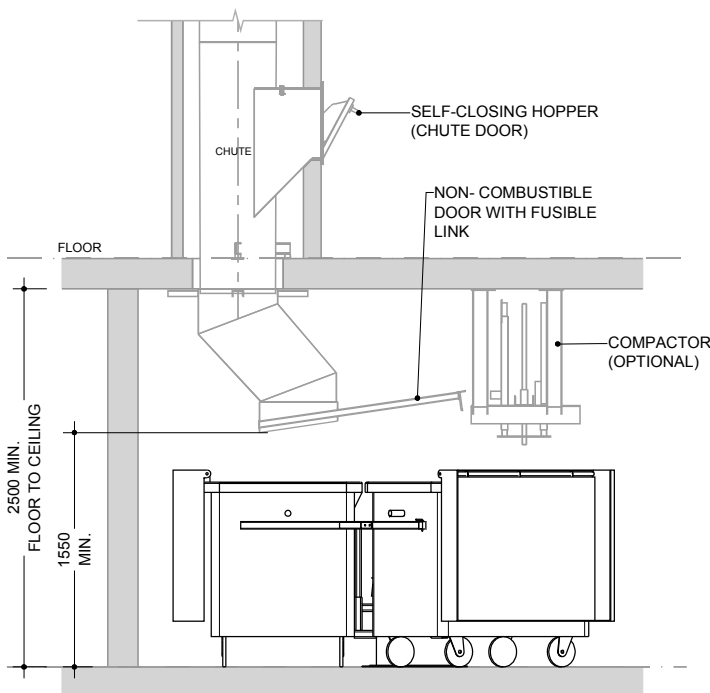 SELF-CLOSING HOPPER
(CHUTE DOOR)
CHUTE
NON- COMBUSTIBLE
DOOR WITH FUSIBLE
LINK
FLOOR
COMPACTOR
(OPTIONAL)
2500 MIN.
FLOOR TO CEILING
1550
MIN.